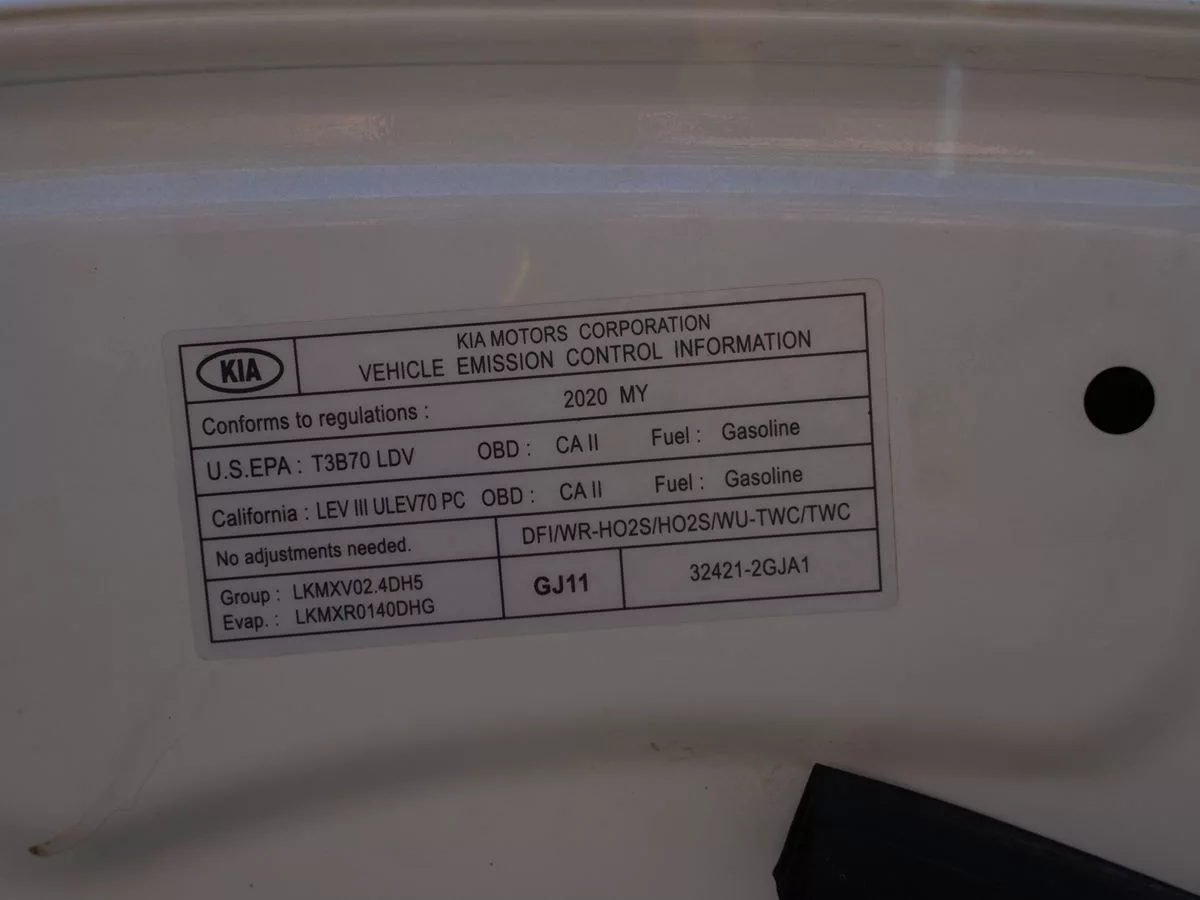 KIA
KIA MOTORS CORPORATION
VEHICLE EMISSION CONTROL INFORMATION
Conforms to regulations : 2020 MY
U.S.EPA : T3B70 LDV OBD : CA II Fuel : Gasoline
California : LEV III ULEV70 PC OBD : CA II Fuel : Gasoline
No adjustments needed. DFI/WR-HO2S/HO2S/WU-TWC/TWC
Group : LKMXV02.4DH5
Evap. : LKMXR0140DHG
GJ11
32421-2GJA1